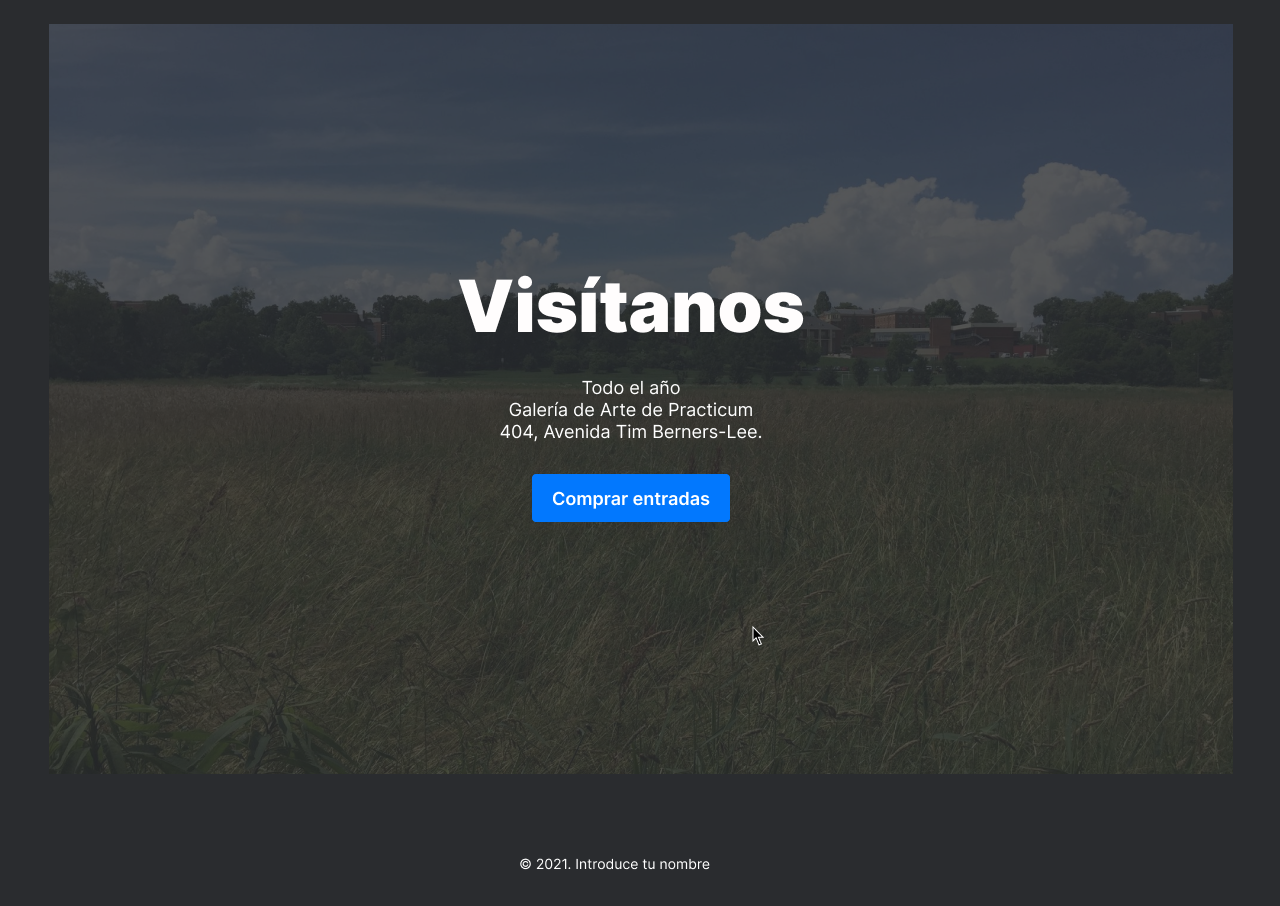 Visítanos
Todo el año
Galería de Arte de Practicum
404, Avenida Tim Berners-Lee.
Comprar entradas
© 2021. Introduce tu nombre